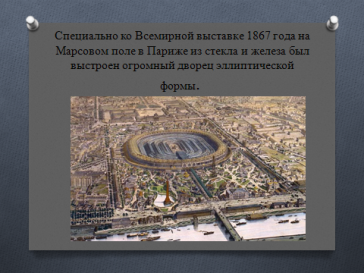 Специально ко Всемирной выставке 1867 года на
Марсовом поле в Париже из стекла и железа был
выстроен огромный дворец эллиптической
формы.